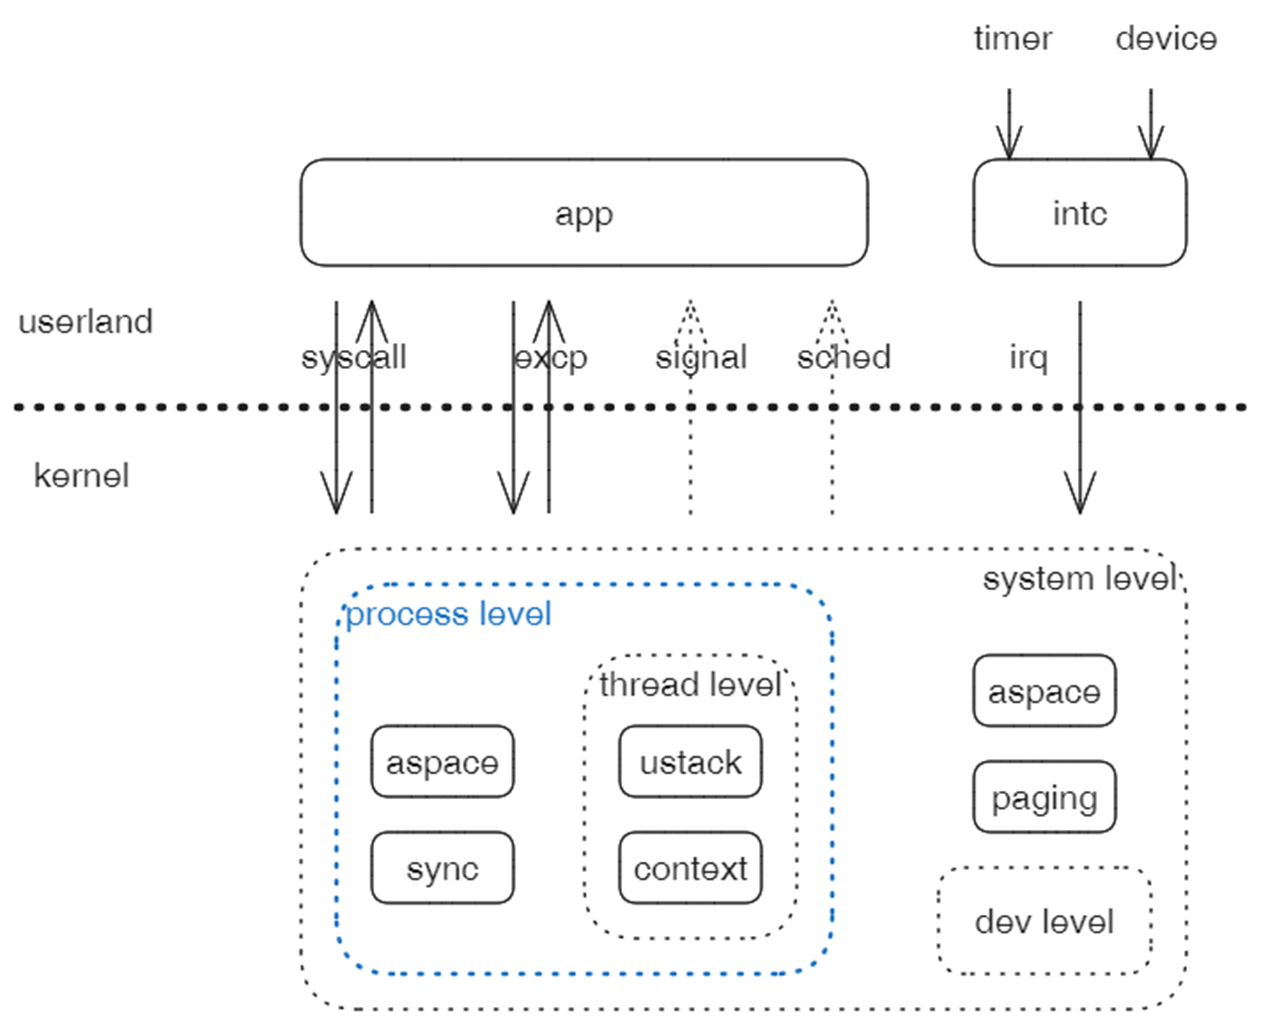 timer
device
app
intc
userland
syscall
excp
signal
sched
irq
kernel
system level
process level
thread level
aspace
aspace
ustack
paging
sync
context
dev level